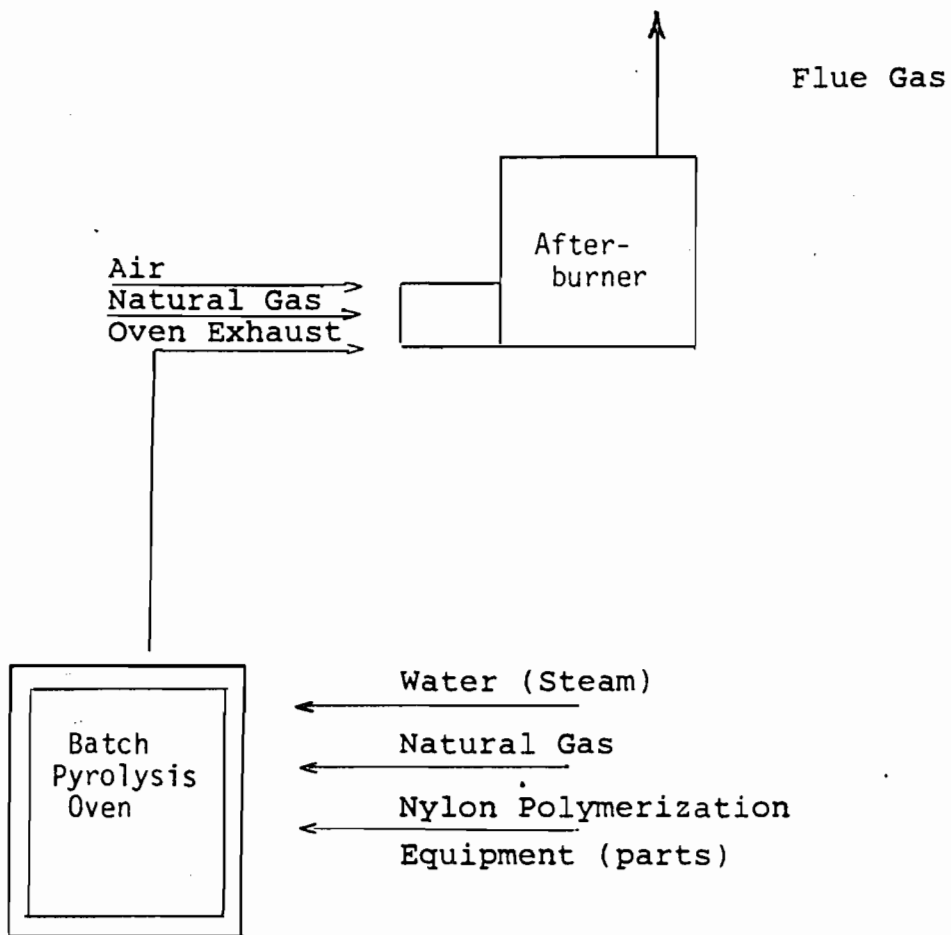 Flue Gas
After-
burner
Air
Natural Gas
Oven Exhaust
Water (Steam)
Batch
Pyrolysis
Oven
Natural Gas
Nylon Polymerization
Equipment (parts)